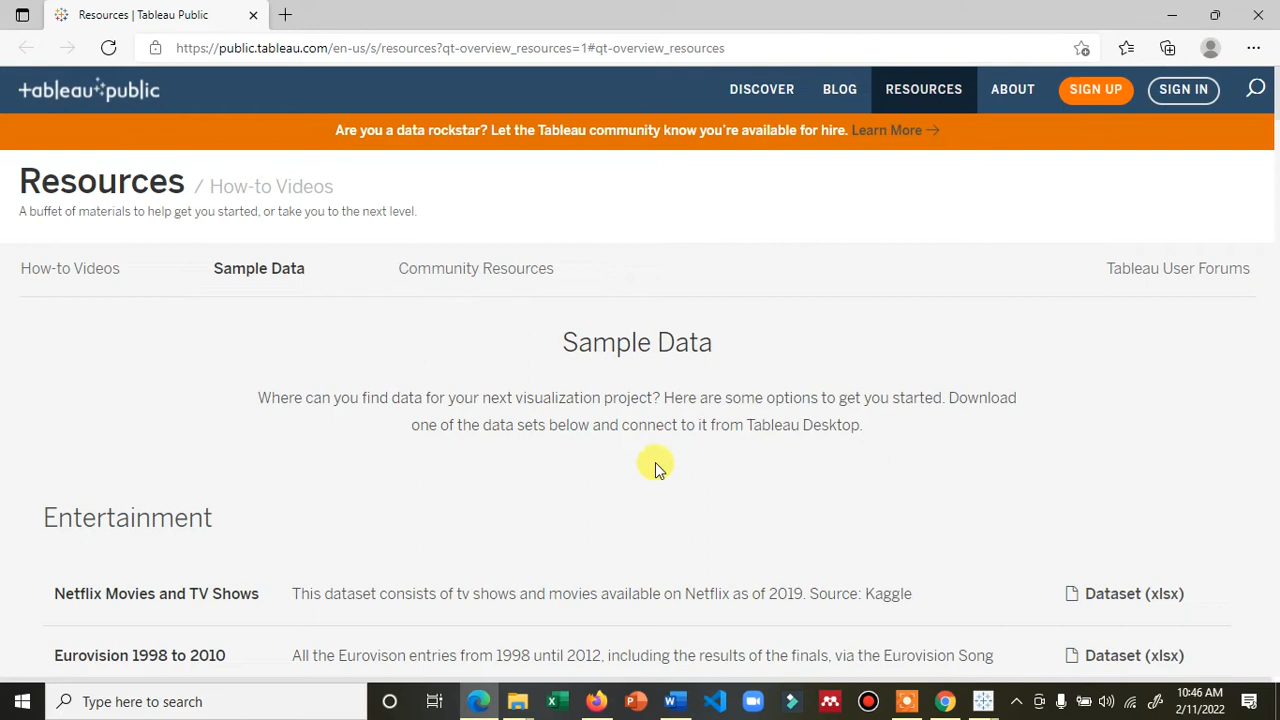 Resources | Tableau Public
https://public.tableau.com/en-us/s/resources?qt-overview_resources=1#qt-overview_resources
+ableau+public DISCOVER BLOG RESOURCES ABOUT SIGN UP SIGN IN
Are you a data rockstar? Let the Tableau community know you're available for hire. Learn More →
Resources / How-to Videos
A buffet of materials to help get you started, or take you to the next level.
How-to Videos Sample Data Community Resources Tableau User Forums
Sample Data
Where can you find data for your next visualization project? Here are some options to get you started. Download
one of the data sets below and connect to it from Tableau Desktop.
Entertainment
Netflix Movies and TV Shows This dataset consists of tv shows and movies available on Netflix as of 2019. Source: Kaggle Dataset (xlsx)
Eurovision 1998 to 2010 All the Eurovison entries from 1998 until 2012, including the results of the finals, via the Eurovision Song Dataset (xlsx)
Type here to search
10:46 AM
2/11/2022